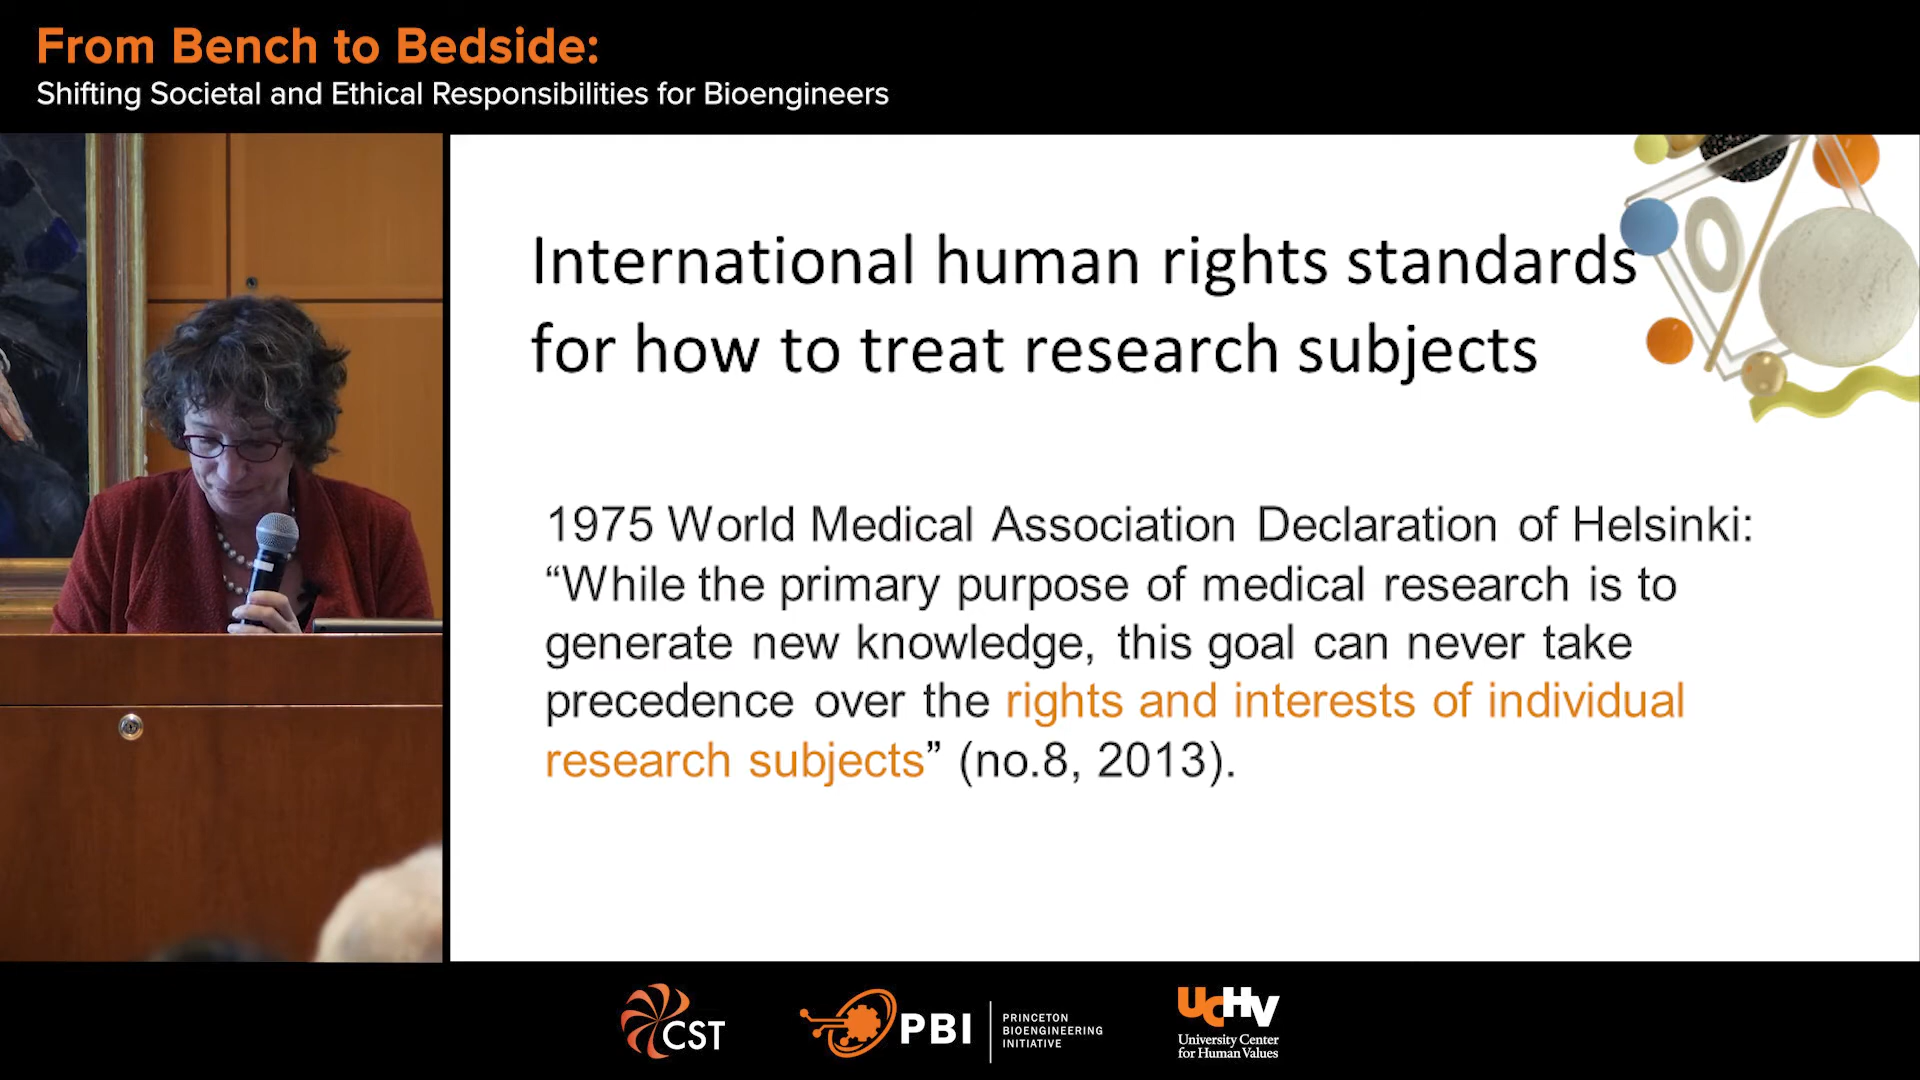 From Bench to Bedside:
Shifting Societal and Ethical Responsibilities for Bioengineers
International human rights standards
for how to treat research subjects
1975 World Medical Association Declaration of Helsinki:
“While the primary purpose of medical research is to
generate new knowledge, this goal can never take
precedence over the rights and interests of individual
research subjects” (no.8, 2013).
CST
PBI
PRINCETON
BIOENGINEERING
INITIATIVE
UCHV
University Center
for Human Values